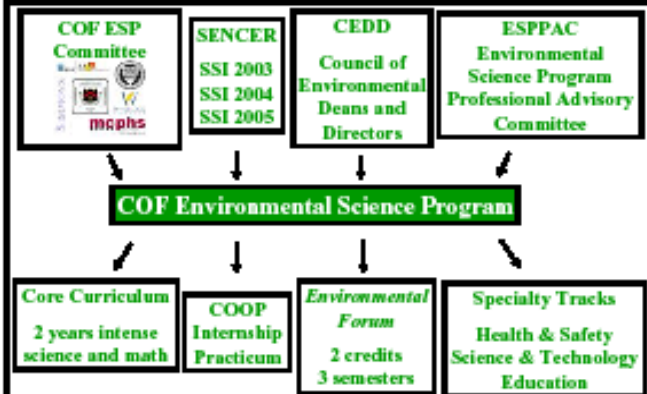 COF ESP
Committee
mcphs
SENCER
SSI 2003
SSI 2004
SSI 2005
CEDD
Council of
Environmental
Deans and
Directors
ESPPAC
Environmental
Science Program
Professional Advisory
Committee
COF Environmental Science Program
Core Curriculum
2 years intense
science and math
COOP
Internship
Practicum
Environmental
Forum
2 credits
3 semesters
Specialty Tracks
Health & Safety
Science & Technology
Education